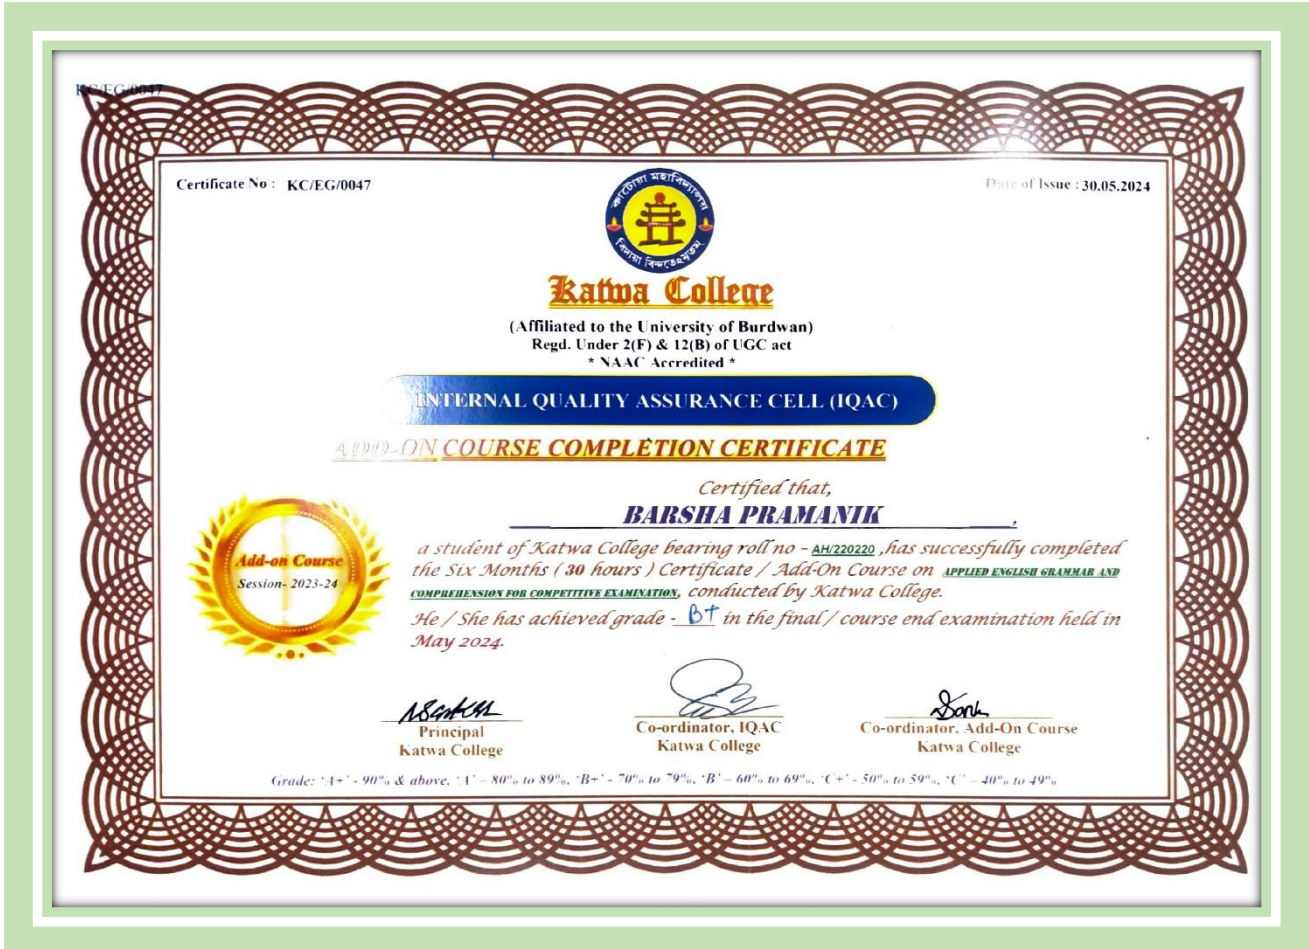 KC/EG/0047
Certificate No : KC/EG/0047
Date of Issue : 30.05.2024
কাটোয়া মহাবিদ্যালয়
বিদ্যয়া বিন্দতেঽমৃতম্
Katwa College
(Affiliated to the University of Burdwan)
Regd. Under 2(F) & 12(B) of UGC act
* NAAC Accredited *
INTERNAL QUALITY ASSURANCE CELL (IQAC)
ADD-ON COURSE COMPLETION CERTIFICATE
Certified that,
BARSHA PRAMANIK,
Add-on Course
Session- 2023-24
a student of Katwa College bearing roll no - AH/220220 ,has successfully completed
the Six Months ( 30 hours ) Certificate / Add-On Course on APPLIED ENGLISH GRAMMAR AND
COMPREHENSION FOR COMPETITIVE EXAMINATION, conducted by Katwa College.
He / She has achieved grade - B+ in the final / course end examination held in
May 2024.
Principal
Katwa College
Co-ordinator, IQAC
Katwa College
Co-ordinator, Add-On Course
Katwa College
Grade: 'A+' - 90% & above, 'A' – 80% to 89%, 'B+' - 70% to 79%, 'B' – 60% to 69%, 'C+' - 50% to 59%, 'C' – 40% to 49%